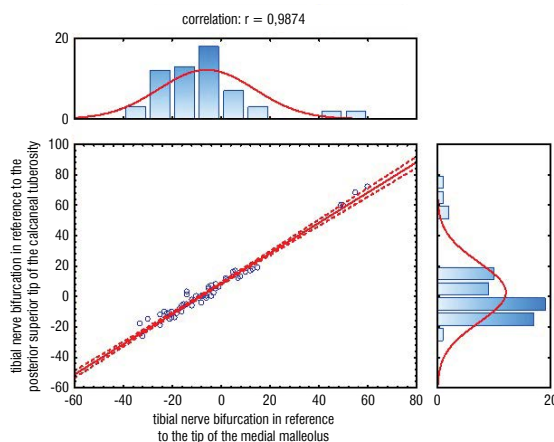 correlation: r = 0,9874
20
0
100
80
60
40
20
0
-20
-40
-60
tibial nerve bifurcation in reference to the
posterior superior tip of the calcaneal tuberosity
-60 -40 -20 0 20 40 60 80
0 20
tibial nerve bifurcation in reference
to the tip of the medial malleolus